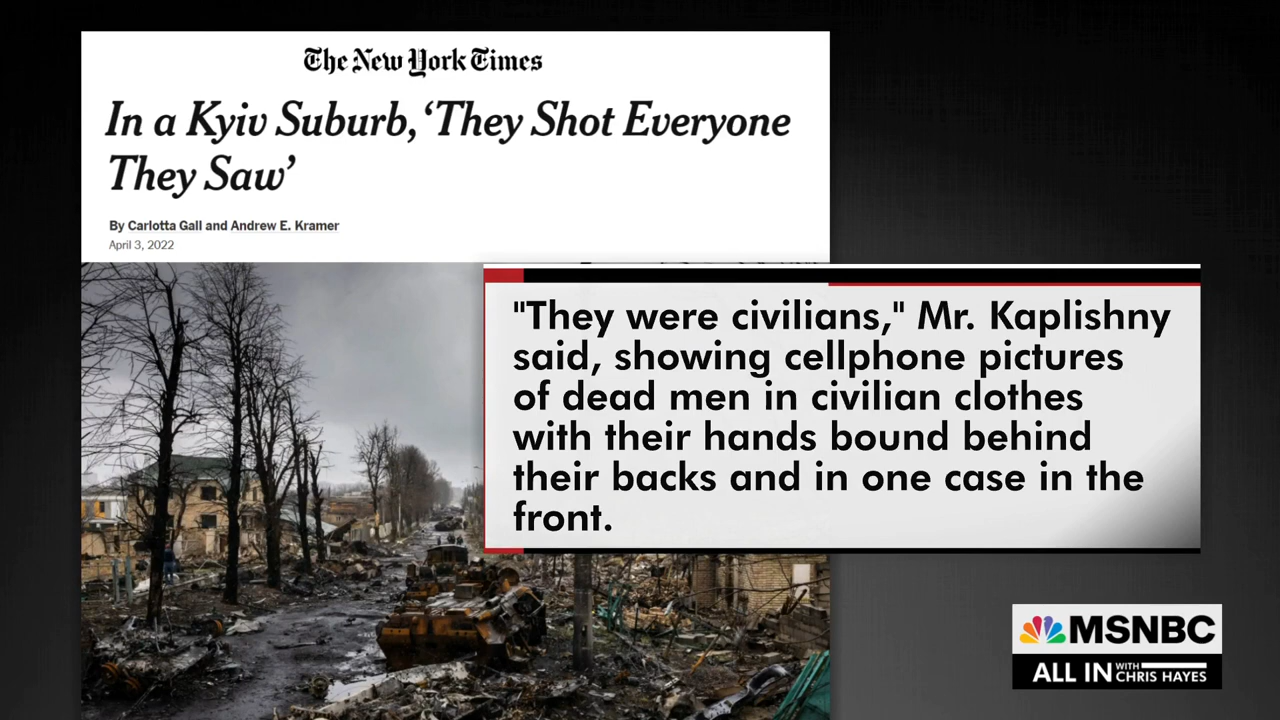 The New York Times
In a Kyiv Suburb, ‘They Shot Everyone
They Saw’
By Carlotta Gall and Andrew E. Kramer
April 3, 2022
"They were civilians," Mr. Kaplishny
said, showing cellphone pictures
of dead men in civilian clothes
with their hands bound behind
their backs and in one case in the
front.
MSNBC
ALL IN WITH CHRIS HAYES